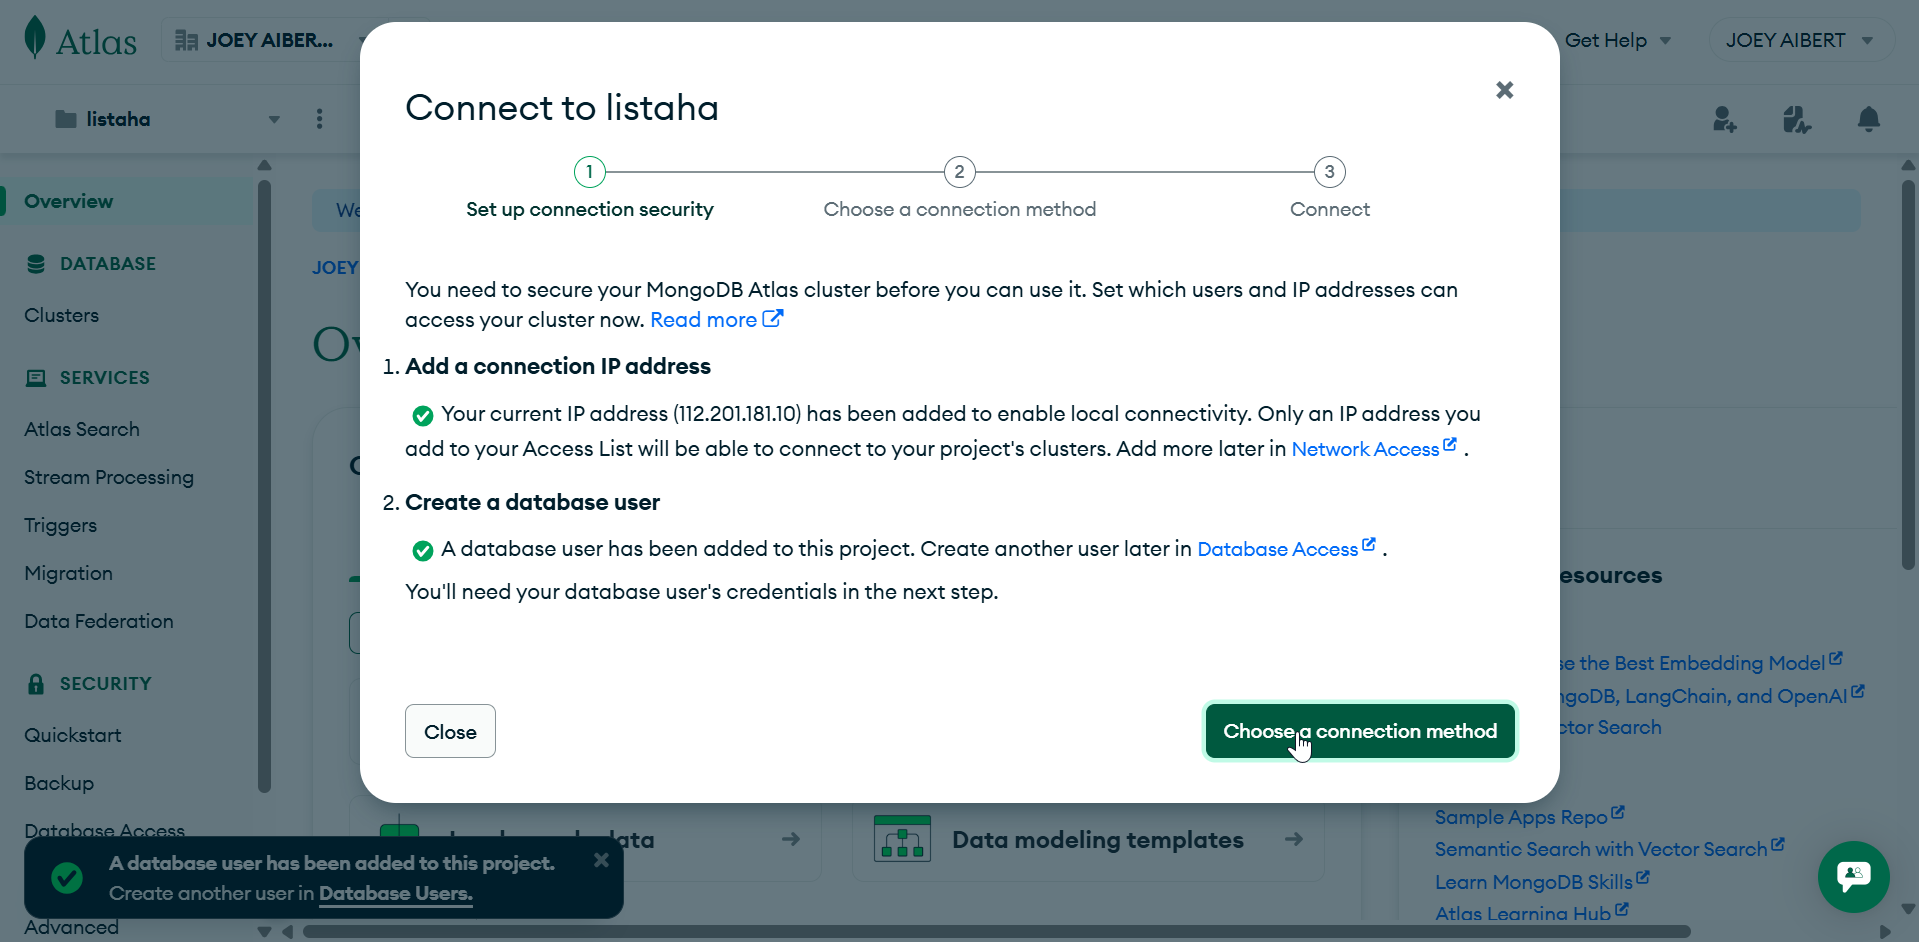 Atlas
JOEY AIBER...
Get Help
JOEY AIBERT
listaha
Overview
DATABASE
Clusters
SERVICES
Atlas Search
Stream Processing
Triggers
Migration
Data Federation
SECURITY
Quickstart
Backup
Database Access
Advanced
We
JOEY
Connect to listaha
1
2
3
Set up connection security
Choose a connection method
Connect
You need to secure your MongoDB Atlas cluster before you can use it. Set which users and IP addresses can
access your cluster now. Read more
1. Add a connection IP address
Your current IP address (112.201.181.10) has been added to enable local connectivity. Only an IP address you
add to your Access List will be able to connect to your project's clusters. Add more later in Network Access .
2. Create a database user
A database user has been added to this project. Create another user later in Database Access .
You'll need your database user's credentials in the next step.
Close
Choose a connection method
Data modeling templates
esources
se the Best Embedding Model
ngoDB, LangChain, and OpenAI
ctor Search
Sample Apps Repo
Semantic Search with Vector Search
Learn MongoDB Skills
Atlas Learning Hub
A database user has been added to this project.
Create another user in Database Users.